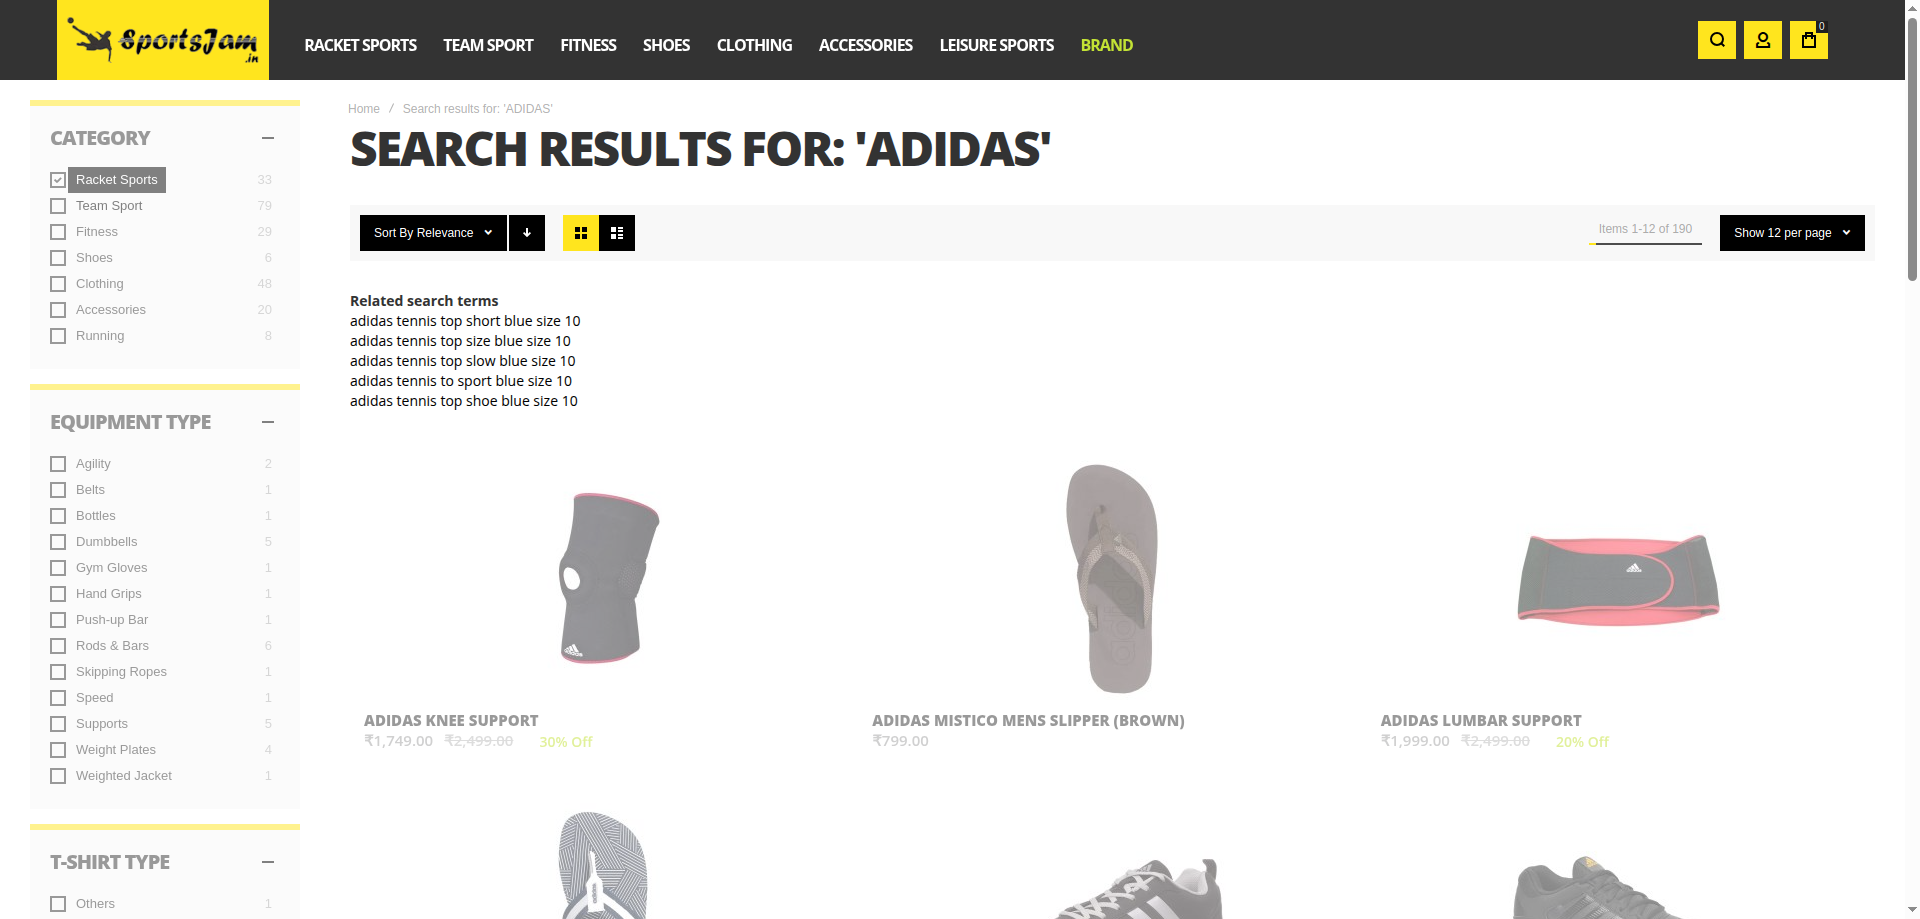 SportsJam
.in
RACKET SPORTS
TEAM SPORT
FITNESS
SHOES
CLOTHING
ACCESSORIES
LEISURE SPORTS
BRAND
0
CATEGORY
Racket Sports 33
Team Sport 79
Fitness 29
Shoes 6
Clothing 48
Accessories 20
Running 8
EQUIPMENT TYPE
Agility 2
Belts 1
Bottles 1
Dumbbells 5
Gym Gloves 1
Hand Grips 1
Push-up Bar 1
Rods & Bars 6
Skipping Ropes 1
Speed 1
Supports 5
Weight Plates 4
Weighted Jacket 1
T-SHIRT TYPE
Others 1
Home / Search results for: 'ADIDAS'
SEARCH RESULTS FOR: 'ADIDAS'
Sort By Relevance
Items 1-12 of 190
Show 12 per page
Related search terms
adidas tennis top short blue size 10
adidas tennis top size blue size 10
adidas tennis top slow blue size 10
adidas tennis to sport blue size 10
adidas tennis top shoe blue size 10
ADIDAS KNEE SUPPORT
₹1,749.00 ₹2,499.00 30% Off
ADIDAS MISTICO MENS SLIPPER (BROWN)
₹799.00
ADIDAS LUMBAR SUPPORT
₹1,999.00 ₹2,499.00 20% Off